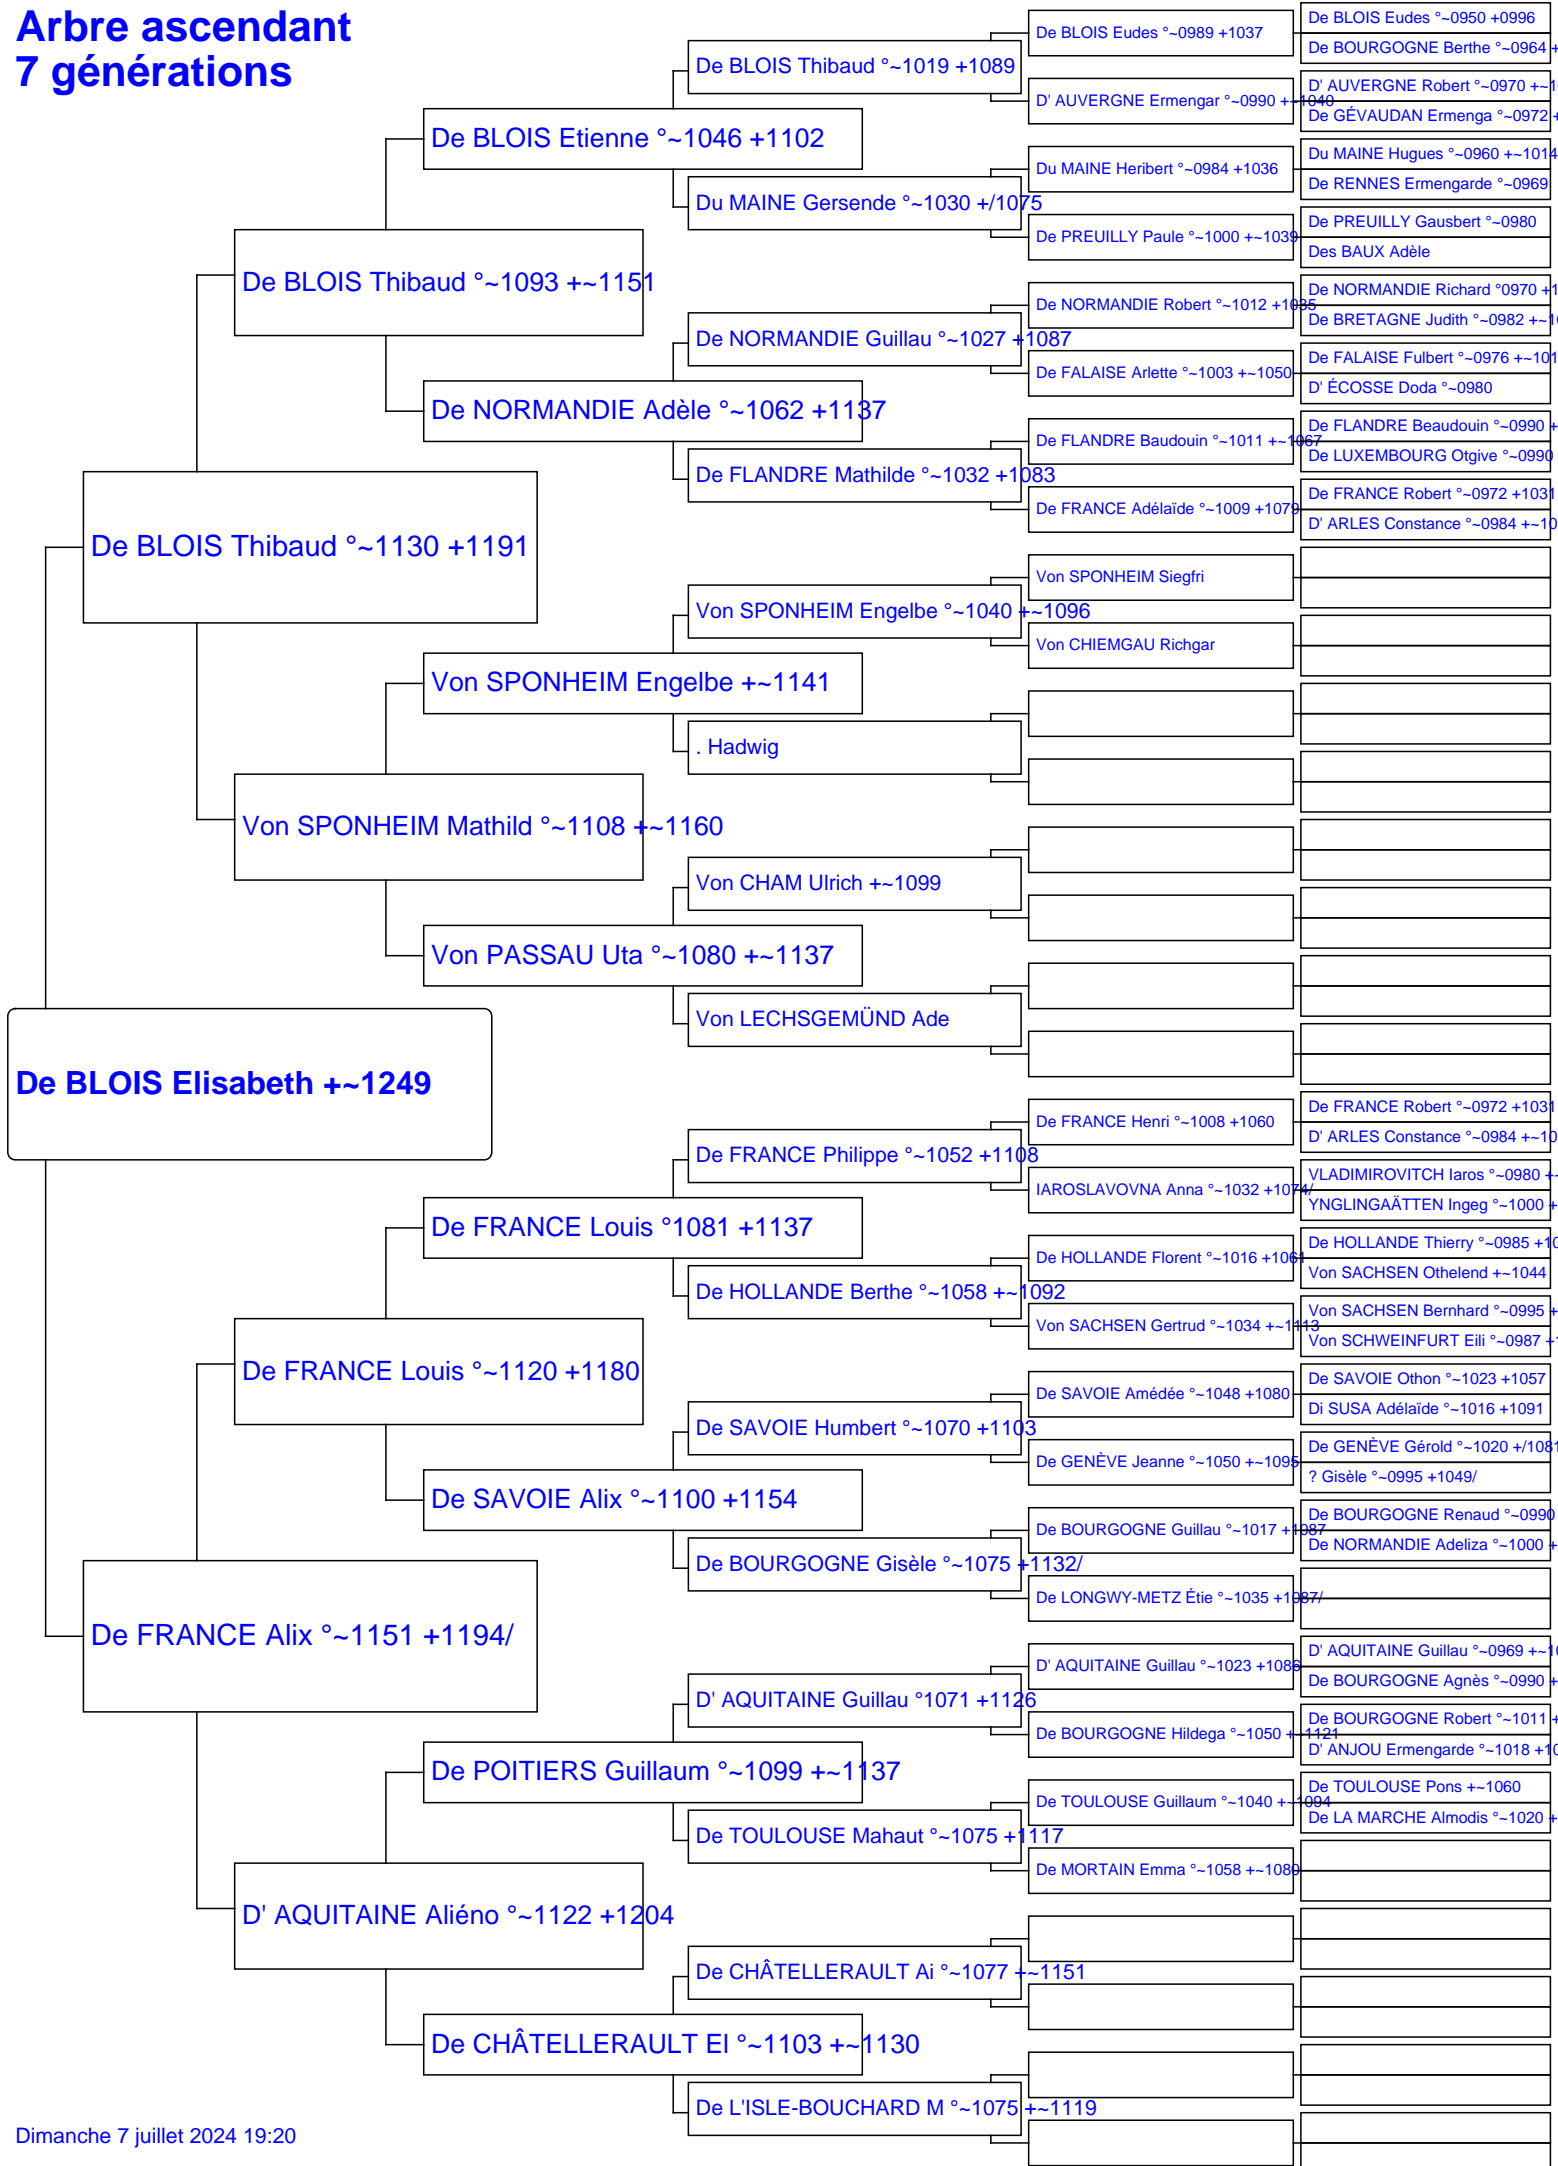 Arbre ascendant
7 générations
De BLOIS Elisabeth +~1249
De BLOIS Thibaud °~1130 +1191
De FRANCE Alix °~1151 +1194/
De BLOIS Thibaud °~1093 +~1151
Von SPONHEIM Mathild °~1108 +~1160
De FRANCE Louis °~1120 +1180
D' AQUITAINE Aliéno °~1122 +1204
De BLOIS Etienne °~1046 +1102
De NORMANDIE Adèle °~1062 +1137
Von SPONHEIM Engelbe +~1141
Von PASSAU Uta °~1080 +~1137
De FRANCE Louis °1081 +1137
De SAVOIE Alix °~1100 +1154
De POITIERS Guillaum °~1099 +~1137
De CHÂTELLERAULT El °~1103 +~1130
De BLOIS Thibaud °~1019 +1089
Du MAINE Gersende °~1030 +/1075
De NORMANDIE Guillau °~1027 +1087
De FLANDRE Mathilde °~1032 +1083
Von SPONHEIM Engelbe °~1040 +~1096
. Hadwig
Von CHAM Ulrich +~1099
Von LECHSGEMÜND Ade
De FRANCE Philippe °~1052 +1108
De HOLLANDE Berthe °~1058 +~1092
De SAVOIE Humbert °~1070 +1103
De BOURGOGNE Gisèle °~1075 +1132/
D' AQUITAINE Guillau °1071 +1126
De TOULOUSE Mahaut °~1075 +1117
De CHÂTELLERAULT Ai °~1077 +~1151
De L'ISLE-BOUCHARD M °~1075 +~1119
De BLOIS Eudes °~0989 +1037
D' AUVERGNE Ermengar °~0990 +~1040
Du MAINE Heribert °~0984 +1036
De PREUILLY Paule °~1000 +~1039
De NORMANDIE Robert °~1012 +1035
De FALAISE Arlette °~1003 +~1050
De FLANDRE Baudouin °~1011 +~1067
De FRANCE Adélaïde °~1009 +1079
Von SPONHEIM Siegfri
Von CHIEMGAU Richgar
De FRANCE Henri °~1008 +1060
IAROSLAVOVNA Anna °~1032 +1074/
De HOLLANDE Florent °~1016 +1061
Von SACHSEN Gertrud °~1034 +~1113
De SAVOIE Amédée °~1048 +1080
De GENÈVE Jeanne °~1050 +~1095
De BOURGOGNE Guillau °~1017 +1087
De LONGWY-METZ Étie °~1035 +1087/
D' AQUITAINE Guillau °~1023 +1086
De BOURGOGNE Hildega °~1050 +~1121
De TOULOUSE Guillaum °~1040 +~1094
De MORTAIN Emma °~1058 +~1080
De BLOIS Eudes °~0950 +0996
De BOURGOGNE Berthe °~0964 +
D' AUVERGNE Robert °~0970 +~1
De GÉVAUDAN Ermenga °~0972 +
Du MAINE Hugues °~0960 +~1014
De RENNES Ermengarde °~0969
De PREUILLY Gausbert °~0980
Des BAUX Adèle
De NORMANDIE Richard °0970 +1
De BRETAGNE Judith °~0982 +~1
De FALAISE Fulbert °~0976 +~101
D' ÉCOSSE Doda °~0980
De FLANDRE Beaudouin °~0990 +
De LUXEMBOURG Otgive °~0990
De FRANCE Robert °~0972 +1031
D' ARLES Constance °~0984 +~10
De FRANCE Robert °~0972 +1031
D' ARLES Constance °~0984 +~10
VLADIMIROVITCH Iaros °~0980 +~
YNGLINGAÄTTEN Ingeg °~1000 +
De HOLLANDE Thierry °~0985 +10
Von SACHSEN Othelend +~1044
Von SACHSEN Bernhard °~0995 +
Von SCHWEINFURT Eili °~0987 +1
De SAVOIE Othon °~1023 +1057
Di SUSA Adélaïde °~1016 +1091
De GENÈVE Gérold °~1020 +/1081
? Gisèle °~0995 +1049/
De BOURGOGNE Renaud °~0990
De NORMANDIE Adeliza °~1000 +
D' AQUITAINE Guillau °~0969 +~10
De BOURGOGNE Agnès °~0990 +
De BOURGOGNE Robert °~1011 +
D' ANJOU Ermengarde °~1018 +10
De TOULOUSE Pons +~1060
De LA MARCHE Almodis °~1020 +
Dimanche 7 juillet 2024 19:20